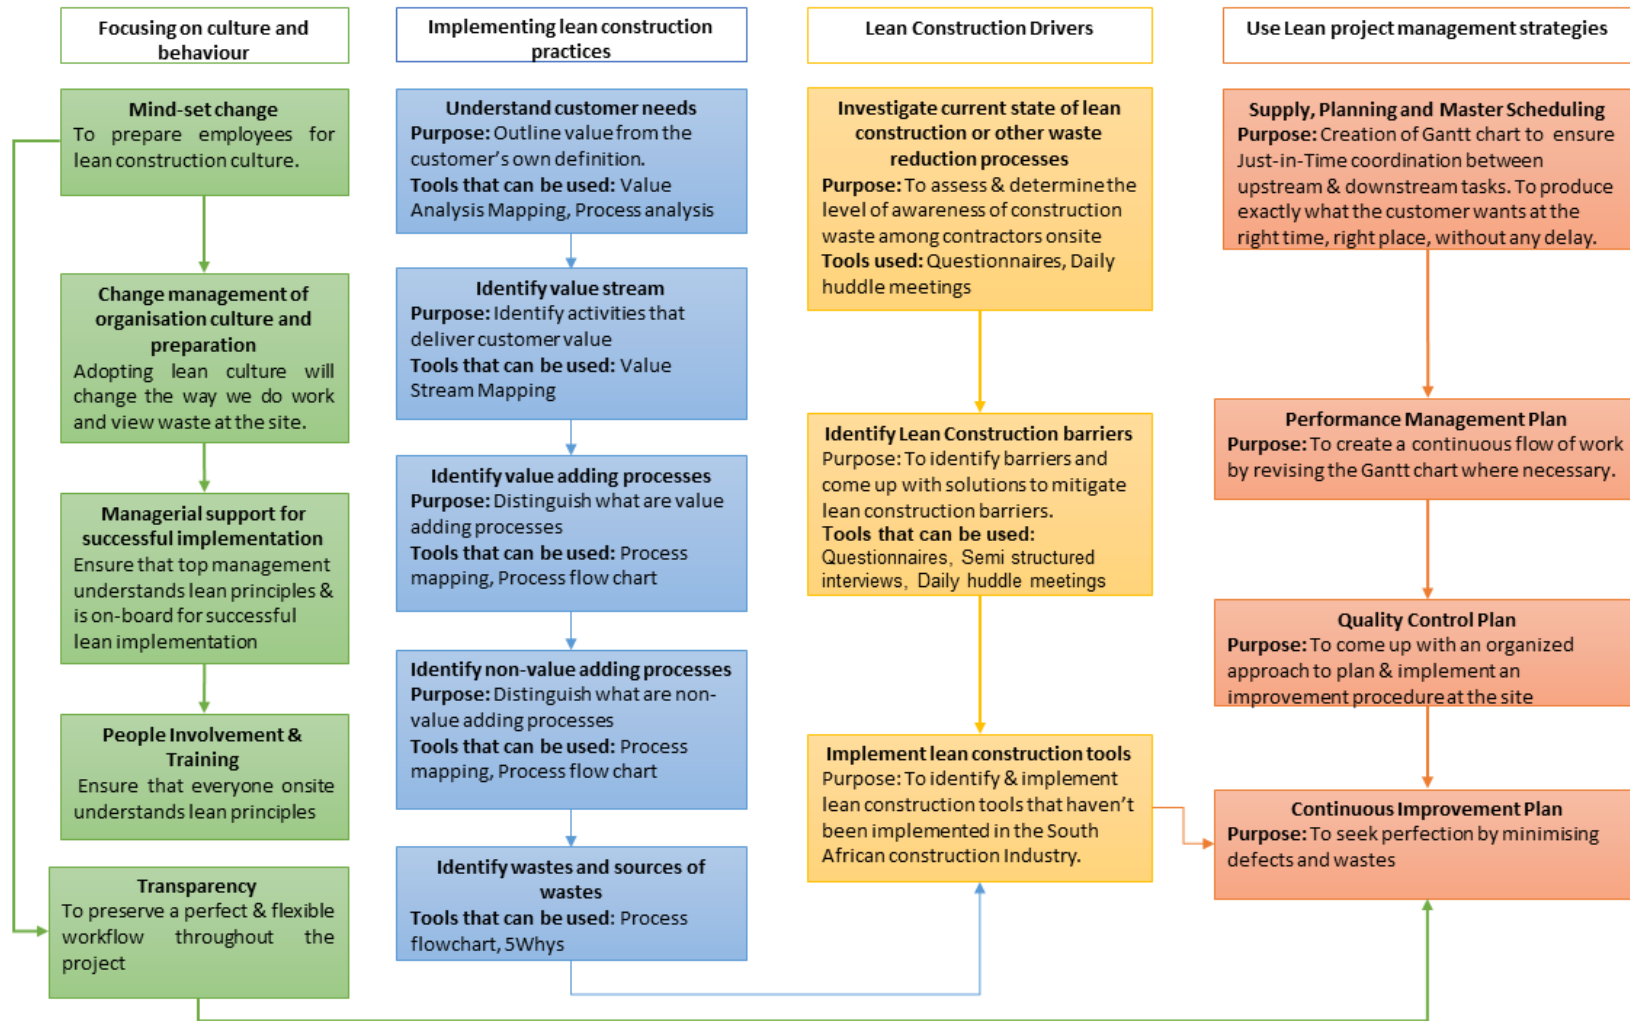 Focusing on culture and
behaviour
Mind-set change
To prepare employees for
lean construction culture.
Change management of
organisation culture and
preparation
Adopting lean culture will
change the way we do work
and view waste at the site.
Managerial support for
successful implementation
Ensure that top management
understands lean principles &
is on-board for successful
lean implementation
People Involvement &
Training
Ensure that everyone onsite
understands lean principles
Transparency
To preserve a perfect & flexible
workflow throughout the
project
Implementing lean construction
practices
Understand customer needs
Purpose: Outline value from the
customer's own definition.
Tools that can be used: Value
Analysis Mapping, Process analysis
Identify value stream
Purpose: Identify activities that
deliver customer value
Tools that can be used: Value
Stream Mapping
Identify value adding processes
Purpose: Distinguish what are value
adding processes
Tools that can be used: Process
mapping, Process flow chart
Identify non-value adding processes
Purpose: Distinguish what are non-
value adding processes
Tools that can be used: Process
mapping, Process flow chart
Identify wastes and sources of
wastes
Tools that can be used: Process
flowchart, 5Whys
Lean Construction Drivers
Investigate current state of lean
construction or other waste
reduction processes
Purpose: To assess & determine the
level of awareness of construction
waste among contractors onsite
Tools used: Questionnaires, Daily
huddle meetings
Identify Lean Construction barriers
Purpose: To identify barriers and
come up with solutions to mitigate
lean construction barriers.
Tools that can be used:
Questionnaires, Semi structured
interviews, Daily huddle meetings
Implement lean construction tools
Purpose: To identify & implement
lean construction tools that haven't
been implemented in the South
African construction Industry.
Use Lean project management strategies
Supply, Planning and Master Scheduling
Purpose: Creation of Gantt chart to ensure
Just-in-Time coordination between
upstream & downstream tasks. To produce
exactly what the customer wants at the
right time, right place, without any delay.
Performance Management Plan
Purpose: To create a continuous flow of work
by revising the Gantt chart where necessary.
Quality Control Plan
Purpose: To come up with an organized
approach to plan & implement an
improvement procedure at the site
Continuous Improvement Plan
Purpose: To seek perfection by minimising
defects and wastes